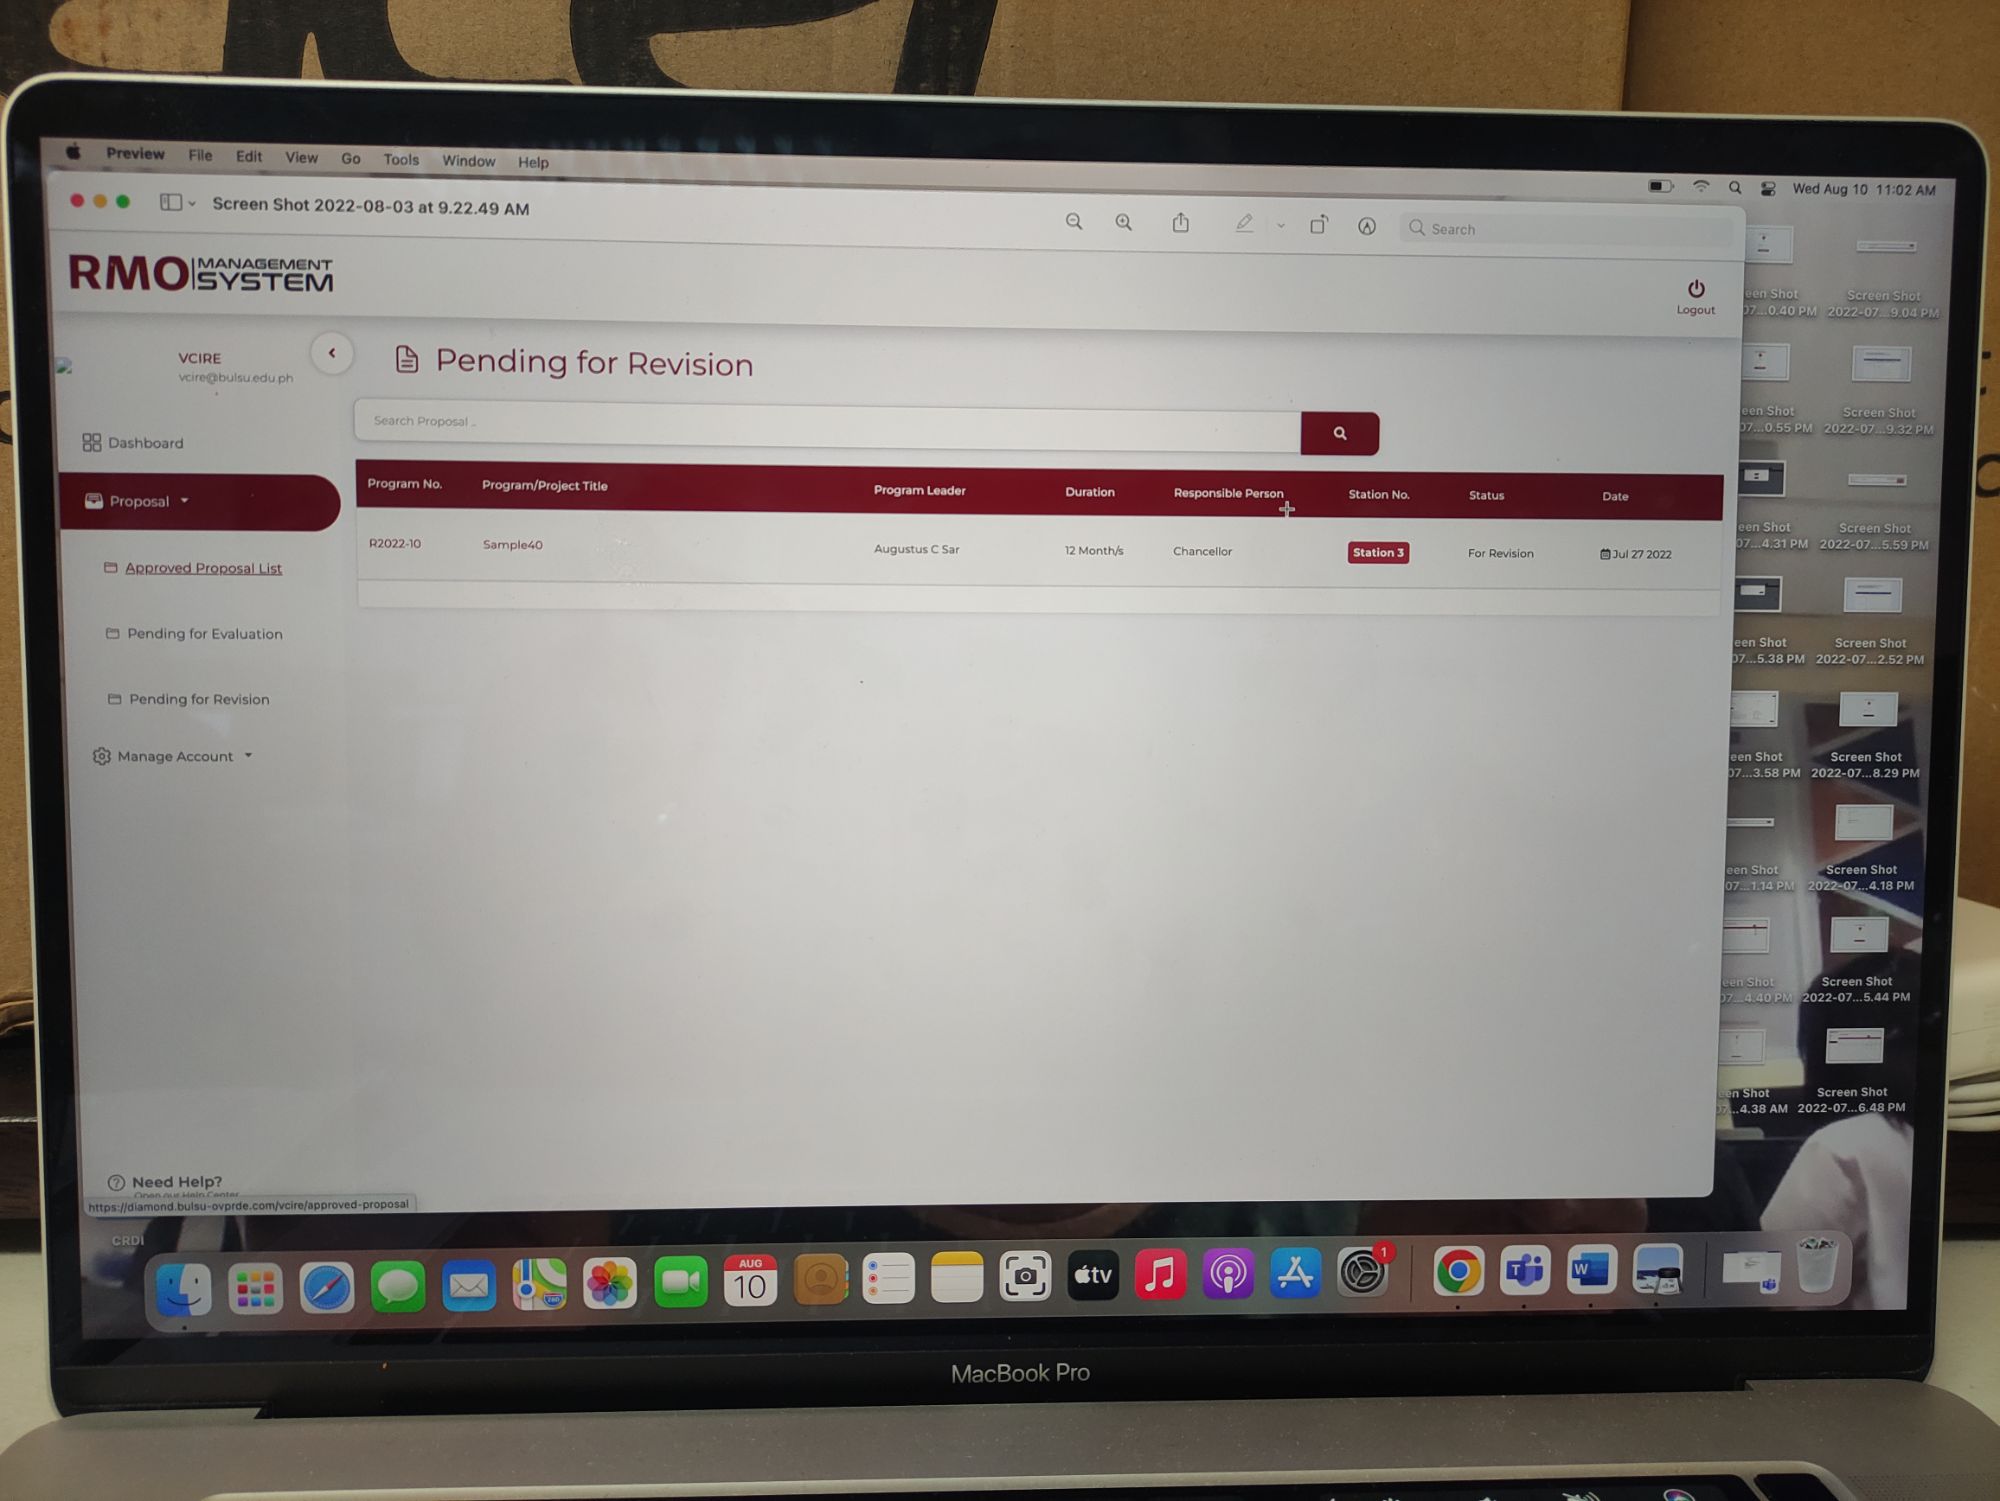 Preview File Edit View Go Tools Window Help
Wed Aug 10 11:02 AM
Screen Shot 2022-08-03 at 9.22.49 AM
Search
RMO MANAGEMENT SYSTEM
Logout
VCIRE
vcire@bulsu.edu.ph
Dashboard
Proposal
Approved Proposal List
Pending for Evaluation
Pending for Revision
Manage Account
Need Help?
Open our Help Center
https://diamond.bulsu-ovprde.com/vcire/approved-proposal
CRDI
Pending for Revision
Search Proposal ..
Program No. Program/Project Title Program Leader Duration Responsible Person Station No. Status Date
R2022-10 Sample40 Augustus C Sar 12 Month/s Chancellor Station 3 For Revision Jul 27 2022
een Shot Screen Shot
07...0.40 PM 2022-07...9.04 PM
een Shot Screen Shot
07...0.55 PM 2022-07...9.32 PM
een Shot Screen Shot
07...4.31 PM 2022-07...5.59 PM
een Shot Screen Shot
07...5.38 PM 2022-07...2.52 PM
een Shot Screen Shot
07...3.58 PM 2022-07...8.29 PM
een Shot Screen Shot
07...1.14 PM 2022-07...4.18 PM
een Shot Screen Shot
07...4.40 PM 2022-07...5.44 PM
een Shot Screen Shot
07...4.38 AM 2022-07...6.48 PM
AUG
10
tv
1
T
W
MacBook Pro